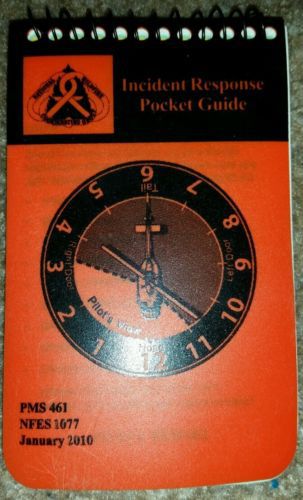 Incident Response
Pocket Guide
6
Tail
5
7
4
8
Right Door
Left Door
3
9
Pilot's View
2
10
1
11
Nose
12
PMS 461
NFES 1077
January 2010